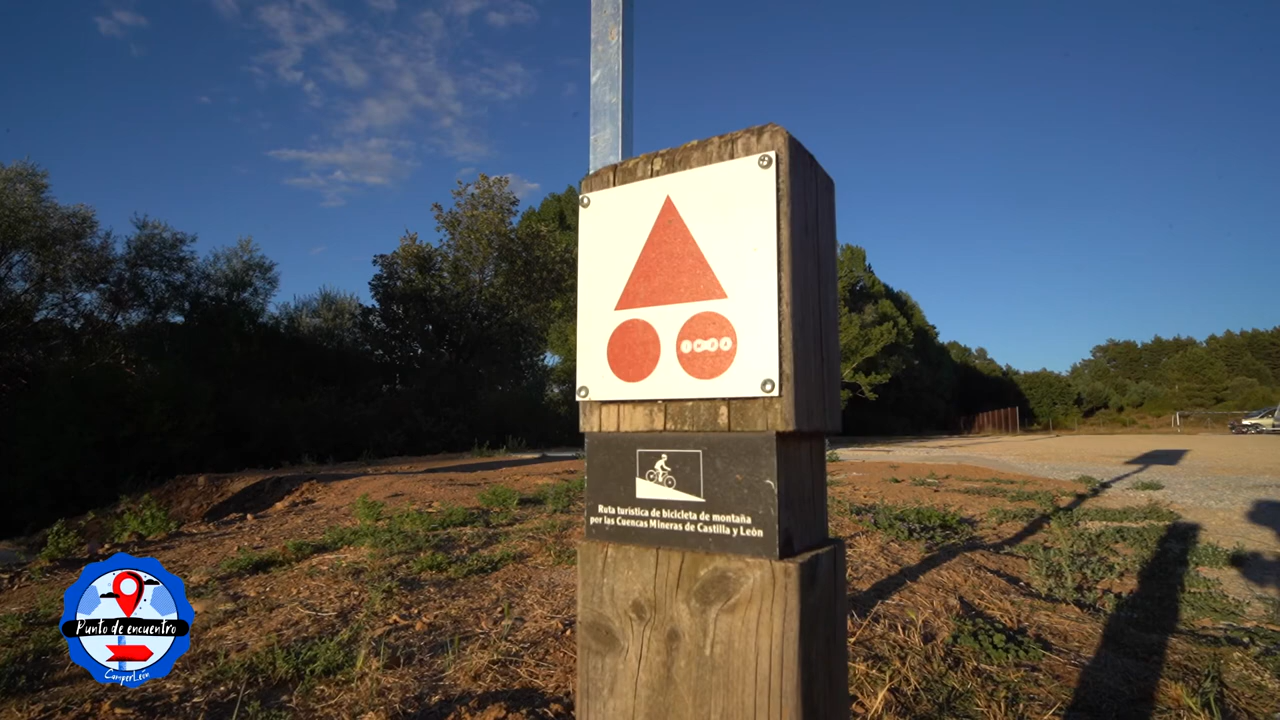 Ruta turística de bicicleta de montaña
por las Cuencas Mineras de Castilla y León
Punto de encuentro
CamperLeón